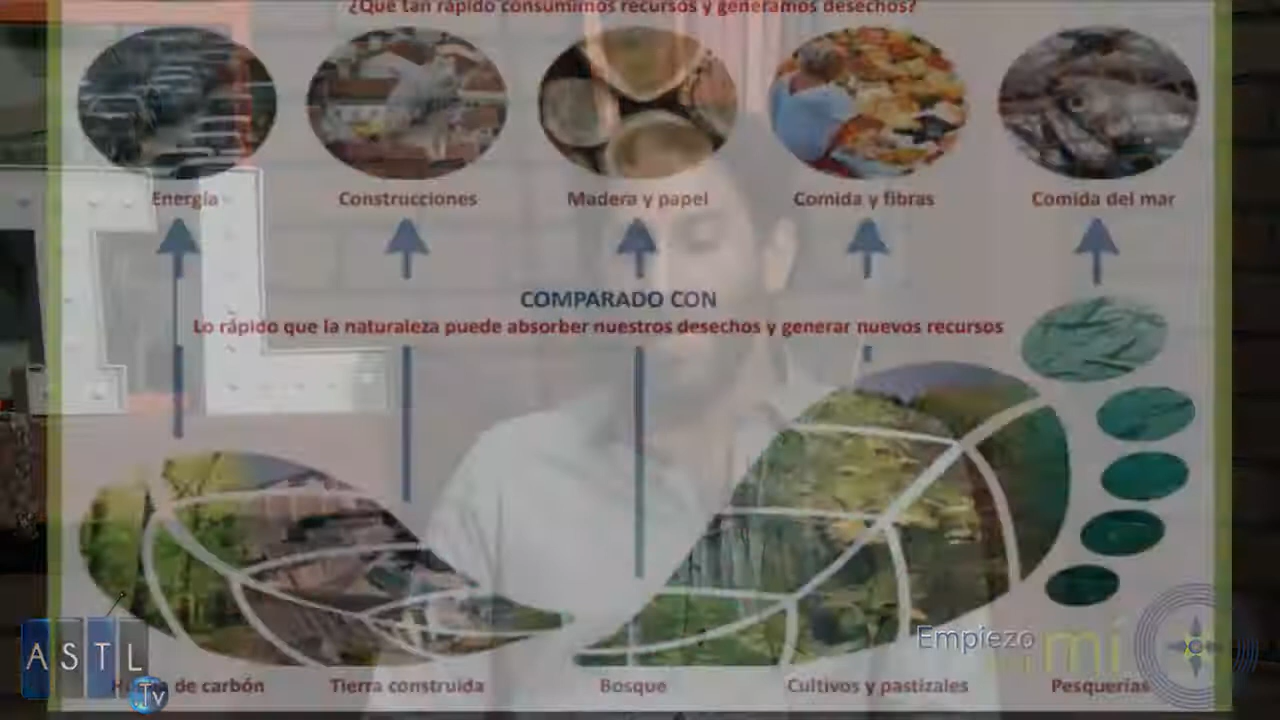 ¿Que tan rápido consumimos recursos y generamos desechos?
Energía
Construcciones
Madera y papel
Comida y fibras
Comida del mar
COMPARADO CON
Lo rápido que la naturaleza puede absorber nuestros desechos y generar nuevos recursos
TL
Empiezo
mí
ASTL
.Tv
de carbón
Tierra construida
Bosque
Cultivos y pastizales
Pesquerías